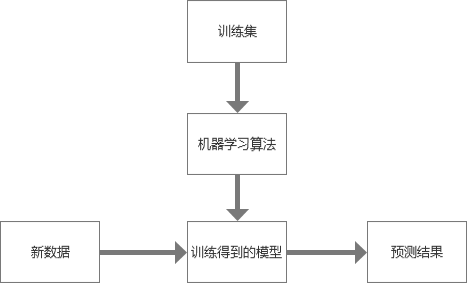 训练集
机器学习算法
新数据
训练得到的模型
预测结果